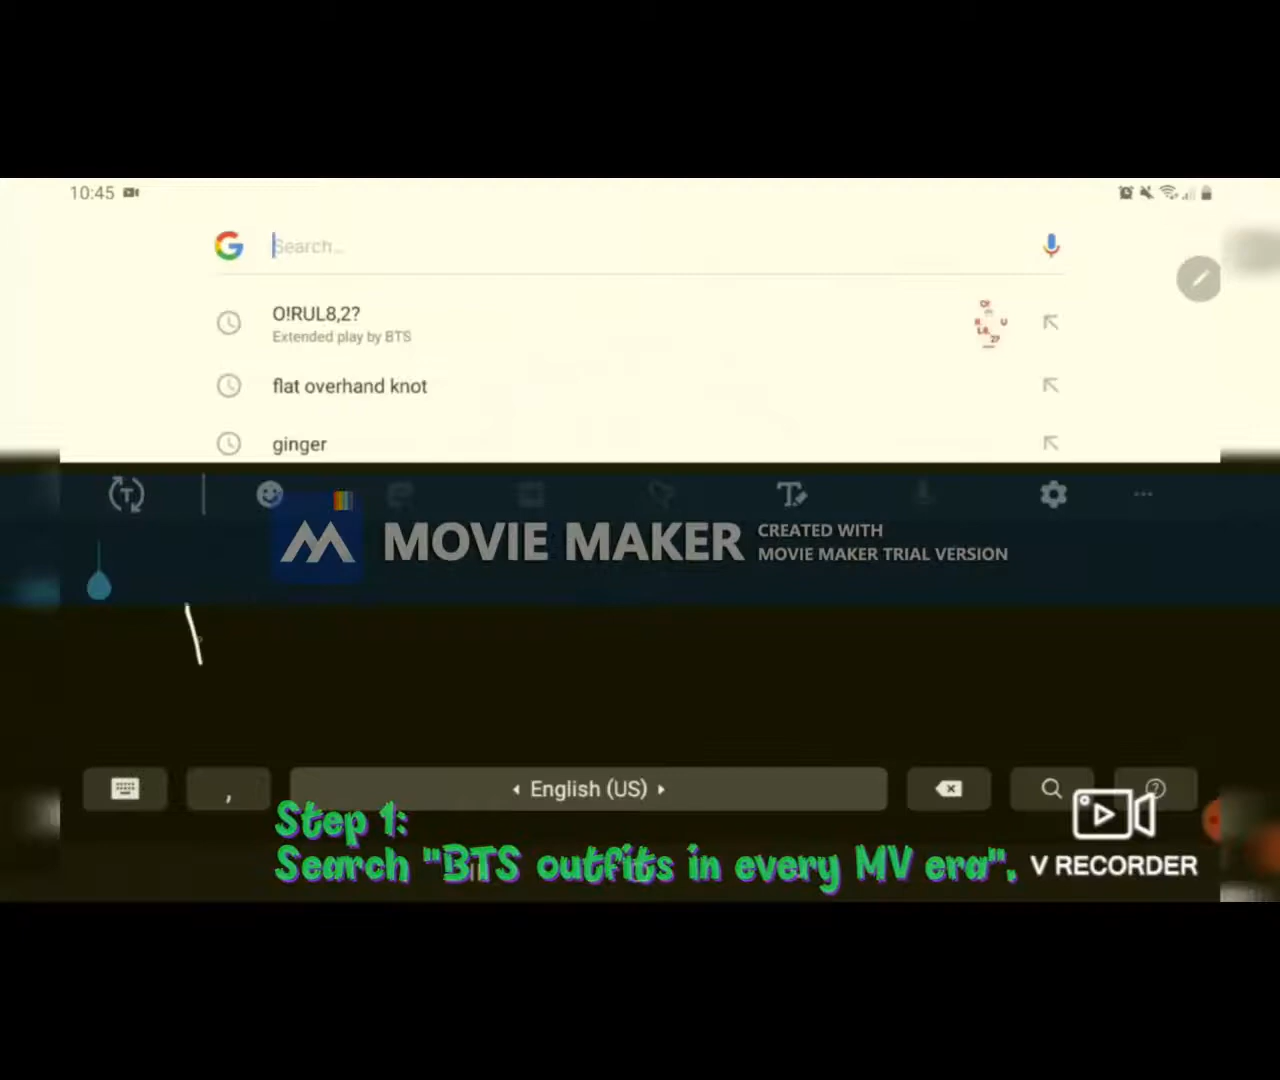 10:45
Search...
O!RUL8,2?
Extended play by BTS
flat overhand knot
ginger
MOVIE MAKER
CREATED WITH
MOVIE MAKER TRIAL VERSION
,
English (US)
Step 1:
Search "BTS outfits in every MV era".
V RECORDER